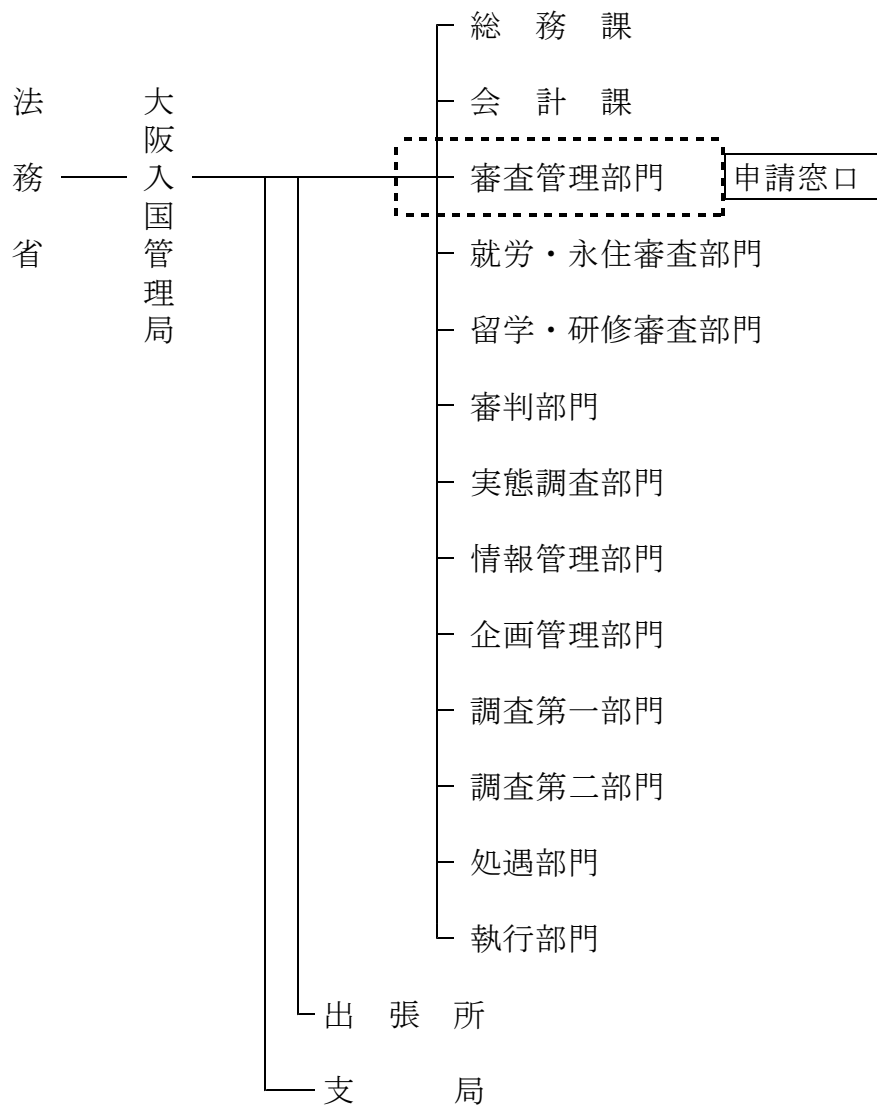 法務省
大阪入国管理局
総務課
会計課
審査管理部門
申請窓口
就労・永住審査部門
留学・研修審査部門
審判部門
実態調査部門
情報管理部門
企画管理部門
調査第一部門
調査第二部門
処遇部門
執行部門
出張所
支局